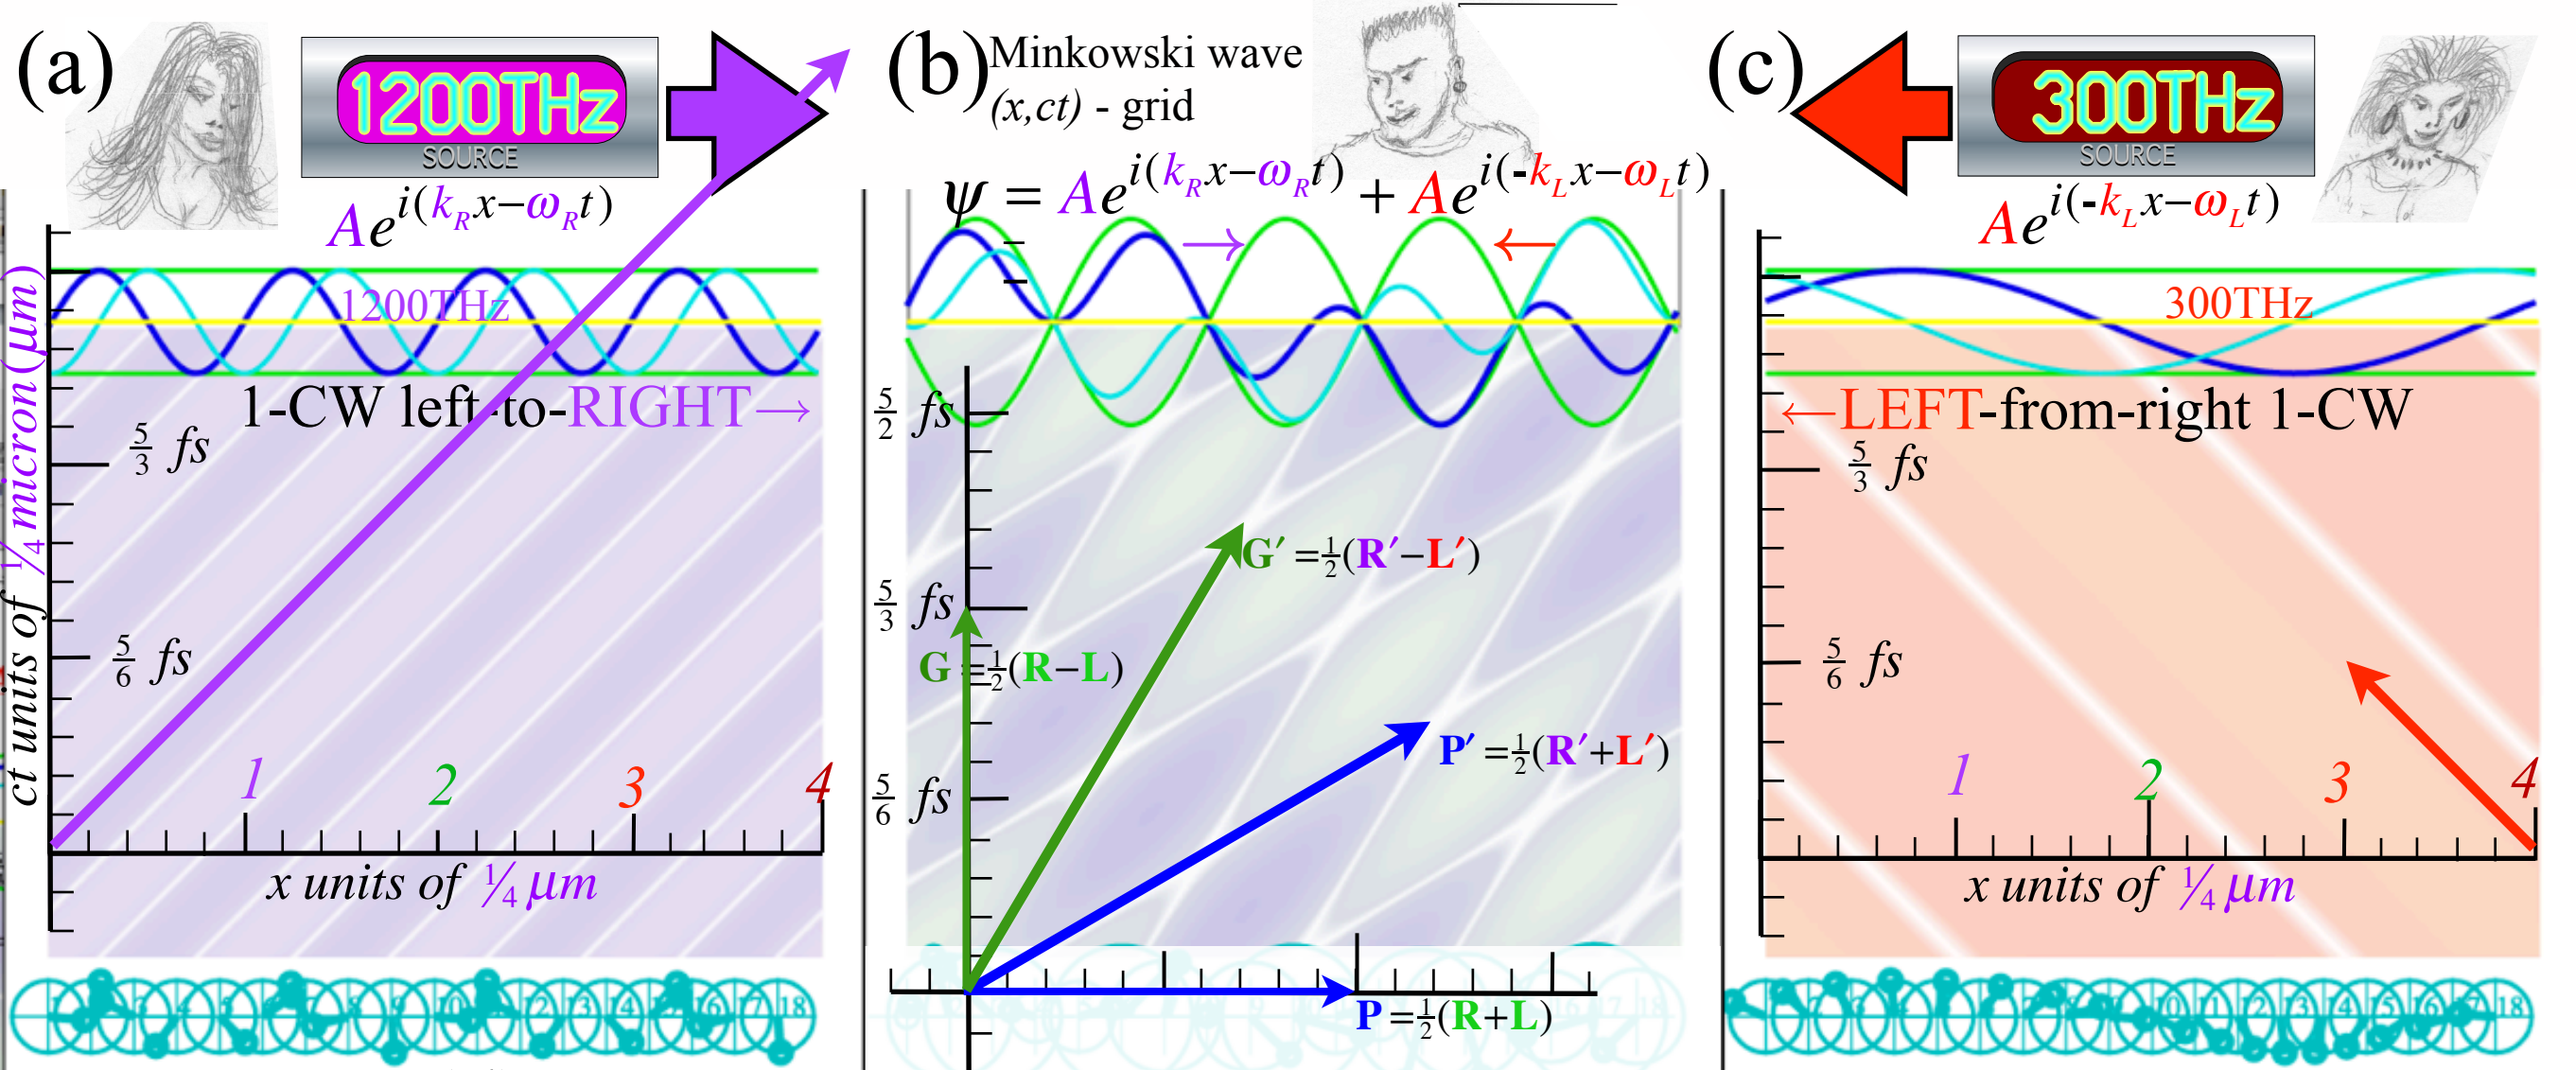 (a)
1200THz
SOURCE
Ae^{i(k_R x−ω_R t)}
1200THz
1-CW left-to-RIGHT→
5/3 fs
5/6 fs
ct units of ¼ micron (μm)
1 2 3 4
x units of ¼ μm
(b) Minkowski wave
(x,ct) - grid
ψ = Ae^{i(k_R x−ω_R t)} + Ae^{i(-k_L x−ω_L t)}
5/2 fs
G′ =½(R′−L′)
5/3 fs
G =½(R−L)
P′ =½(R′+L′)
5/6 fs
P =½(R+L)
(c)
300THz
SOURCE
Ae^{i(-k_L x−ω_L t)}
300THz
←LEFT-from-right 1-CW
5/3 fs
5/6 fs
1 2 3 4
x units of ¼ μm